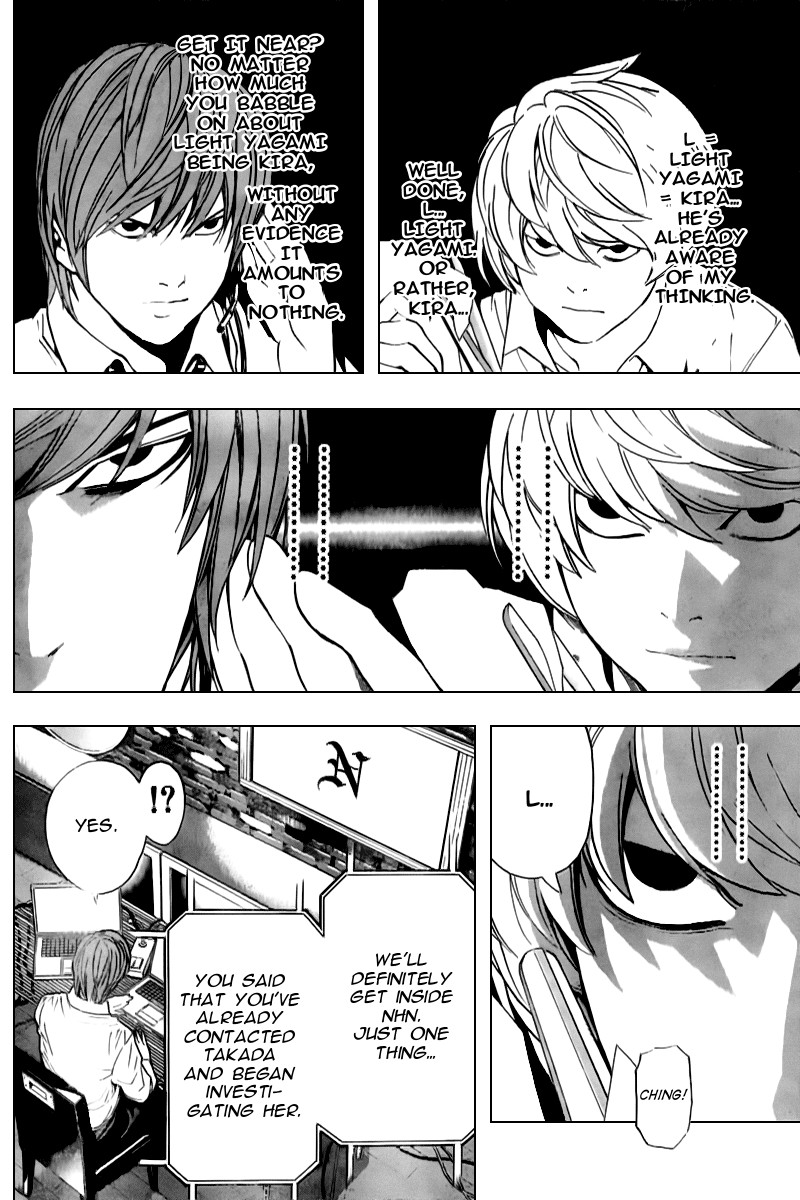 L =
LIGHT
YAGAMI
= KIRA...
HE'S
ALREADY
AWARE
OF MY
THINKING.
WELL
DONE,
L...
LIGHT
YAGAMI.
OR
RATHER,
KIRA...
GET IT NEAR?
NO MATTER
HOW MUCH
YOU BABBLE
ON ABOUT
LIGHT YAGAMI
BEING KIRA,
WITHOUT
ANY
EVIDENCE
IT
AMOUNTS
TO
NOTHING.
L...
CHING!
N
WE'LL
DEFINITELY
GET INSIDE
NHN.
JUST ONE
THING...
YOU SAID
THAT YOU'VE
ALREADY
CONTACTED
TAKADA
AND BEGAN
INVESTI-
GATING HER.
!?
YES.